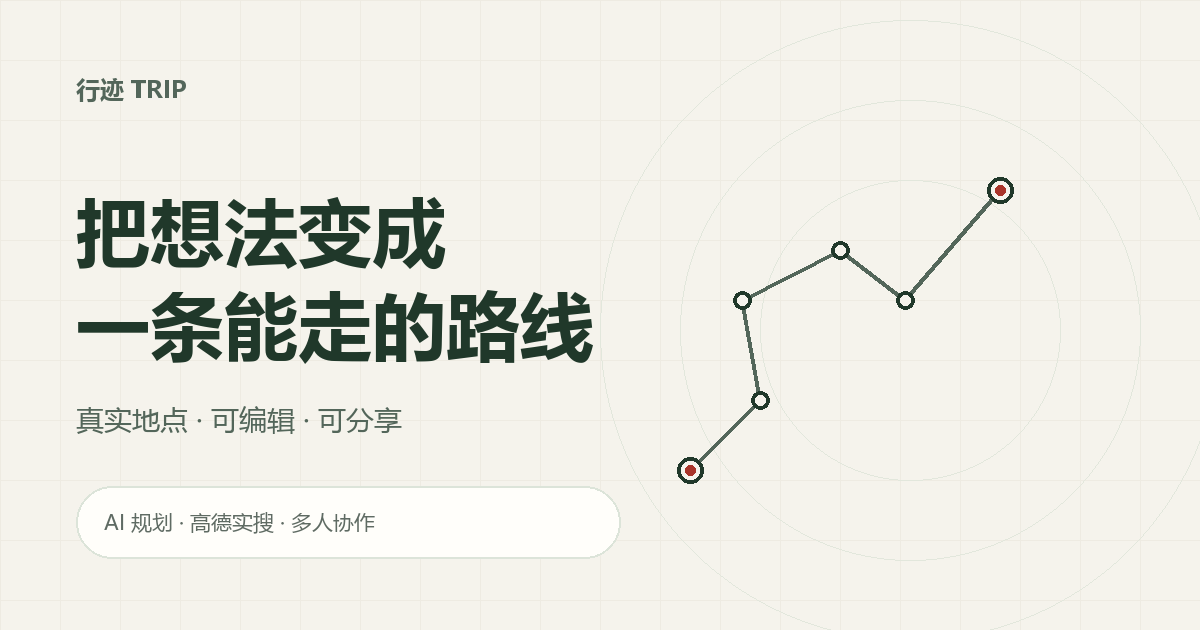 行迹 TRIP
把想法变成
一条能走的路线
真实地点 · 可编辑 · 可分享
AI 规划 · 高德实搜 · 多人协作